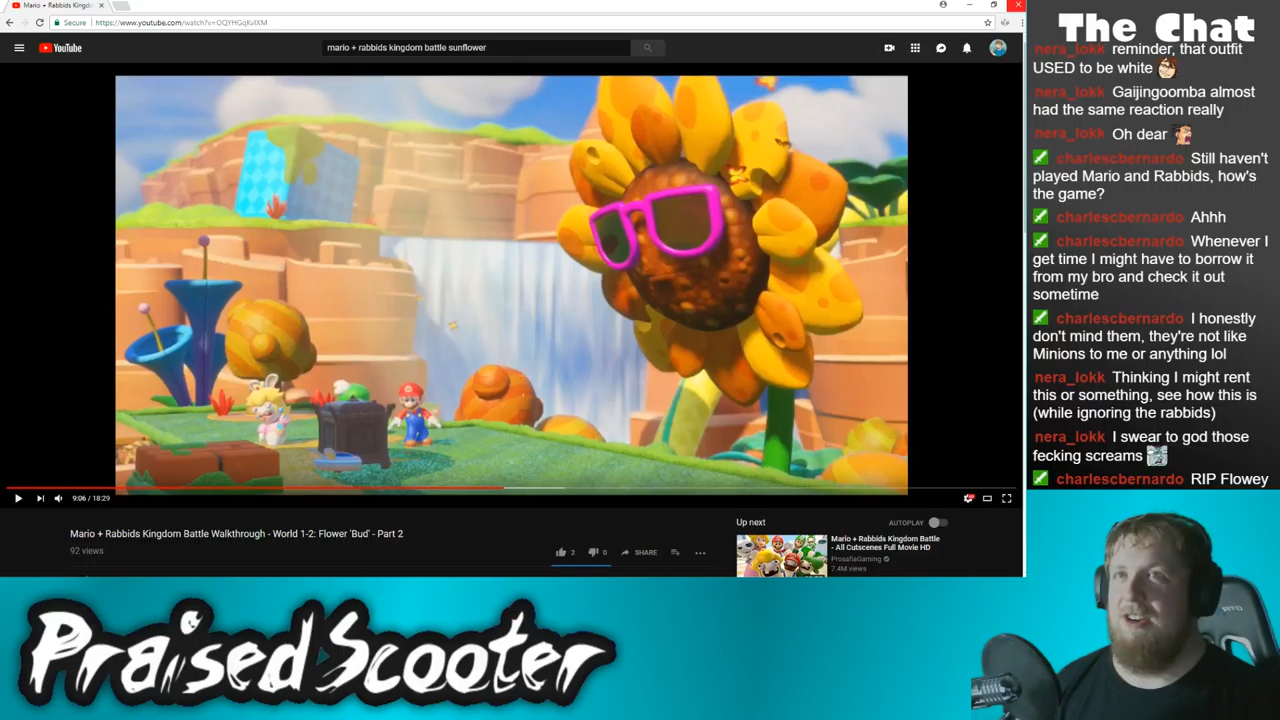 Mario + Rabbids Kingdo
Secure
https://www.youtube.com/watch?v=OQYHGqKvIXM
YouTube
mario + rabbids kingdom battle sunflower
9:06 / 18:29
Mario + Rabbids Kingdom Battle Walkthrough - World 1-2: Flower 'Bud' - Part 2
92 views
2
0
SHARE
Up next
AUTOPLAY
Mario + Rabbids Kingdom Battle
- All Cutscenes Full Movie HD
ProsafiaGaming
7.4M views
The Chat
nera_lokk reminder, that outfit
USED to be white
nera_lokk Gaijingoomba almost
had the same reaction really
nera_lokk Oh dear
charlescbernardo Still haven't
played Mario and Rabbids, how's
the game?
charlescbernardo Ahhh
charlescbernardo Whenever I
get time I might have to borrow it
from my bro and check it out
sometime
charlescbernardo I honestly
don't mind them, they're not like
Minions to me or anything lol
nera_lokk Thinking I might rent
this or something, see how this is
(while ignoring the rabbids)
nera_lokk I swear to god those
fecking screams
charlescbernardo RIP Flowey
PraisedScooter
RTO